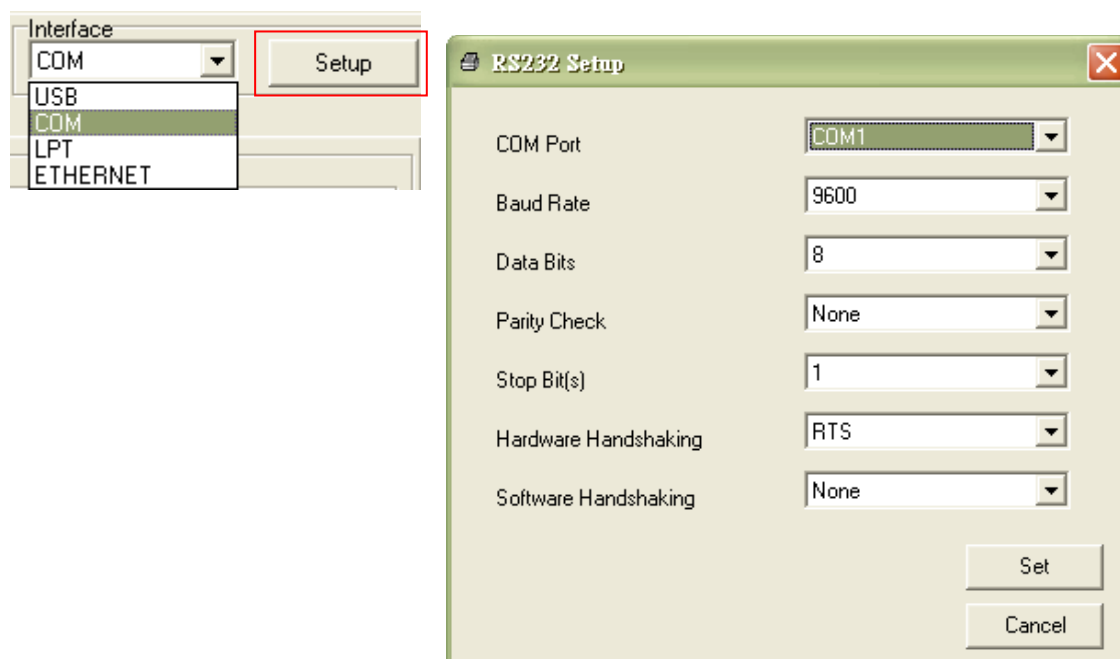 Interface
COM
Setup
USB
COM
LPT
ETHERNET
RS232 Setup
COM Port
COM1
Baud Rate
9600
Data Bits
8
Parity Check
None
Stop Bit(s)
1
Hardware Handshaking
RTS
Software Handshaking
None
Set
Cancel